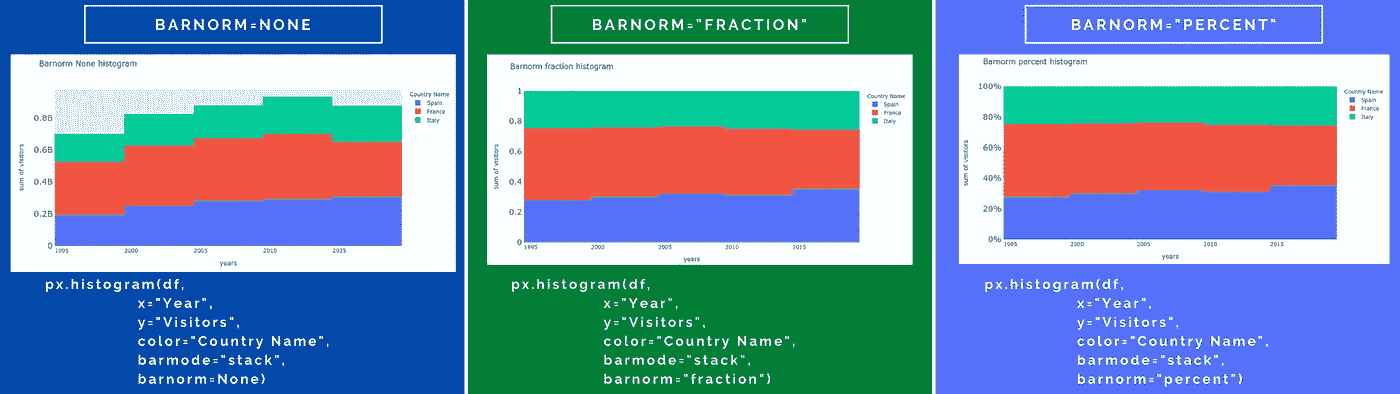 BARNORM=NONE
Barnorm None histogram
Country Name
Spain
France
Italy
0.8B
0.6B
0.4B
0.2B
0
sum of visitors
1995
2000
2005
2010
2015
years
px.histogram(df,
x="Year",
y="Visitors",
color="Country Name",
barmode="stack",
barnorm=None)
BARNORM="FRACTION"
Barnorm fraction histogram
Country Name
Spain
France
Italy
1
0.8
0.6
0.4
0.2
0
sum of visitors
1995
2000
2005
2010
2015
years
px.histogram(df,
x="Year",
y="Visitors",
color="Country Name",
barmode="stack",
barnorm="fraction")
BARNORM="PERCENT"
Barnorm percent histogram
Country Name
Spain
France
Italy
100%
80%
60%
40%
20%
0%
sum of visitors
1995
2000
2005
2010
2015
years
px.histogram(df,
x="Year",
y="Visitors",
color="Country Name",
barmode="stack",
barnorm="percent")